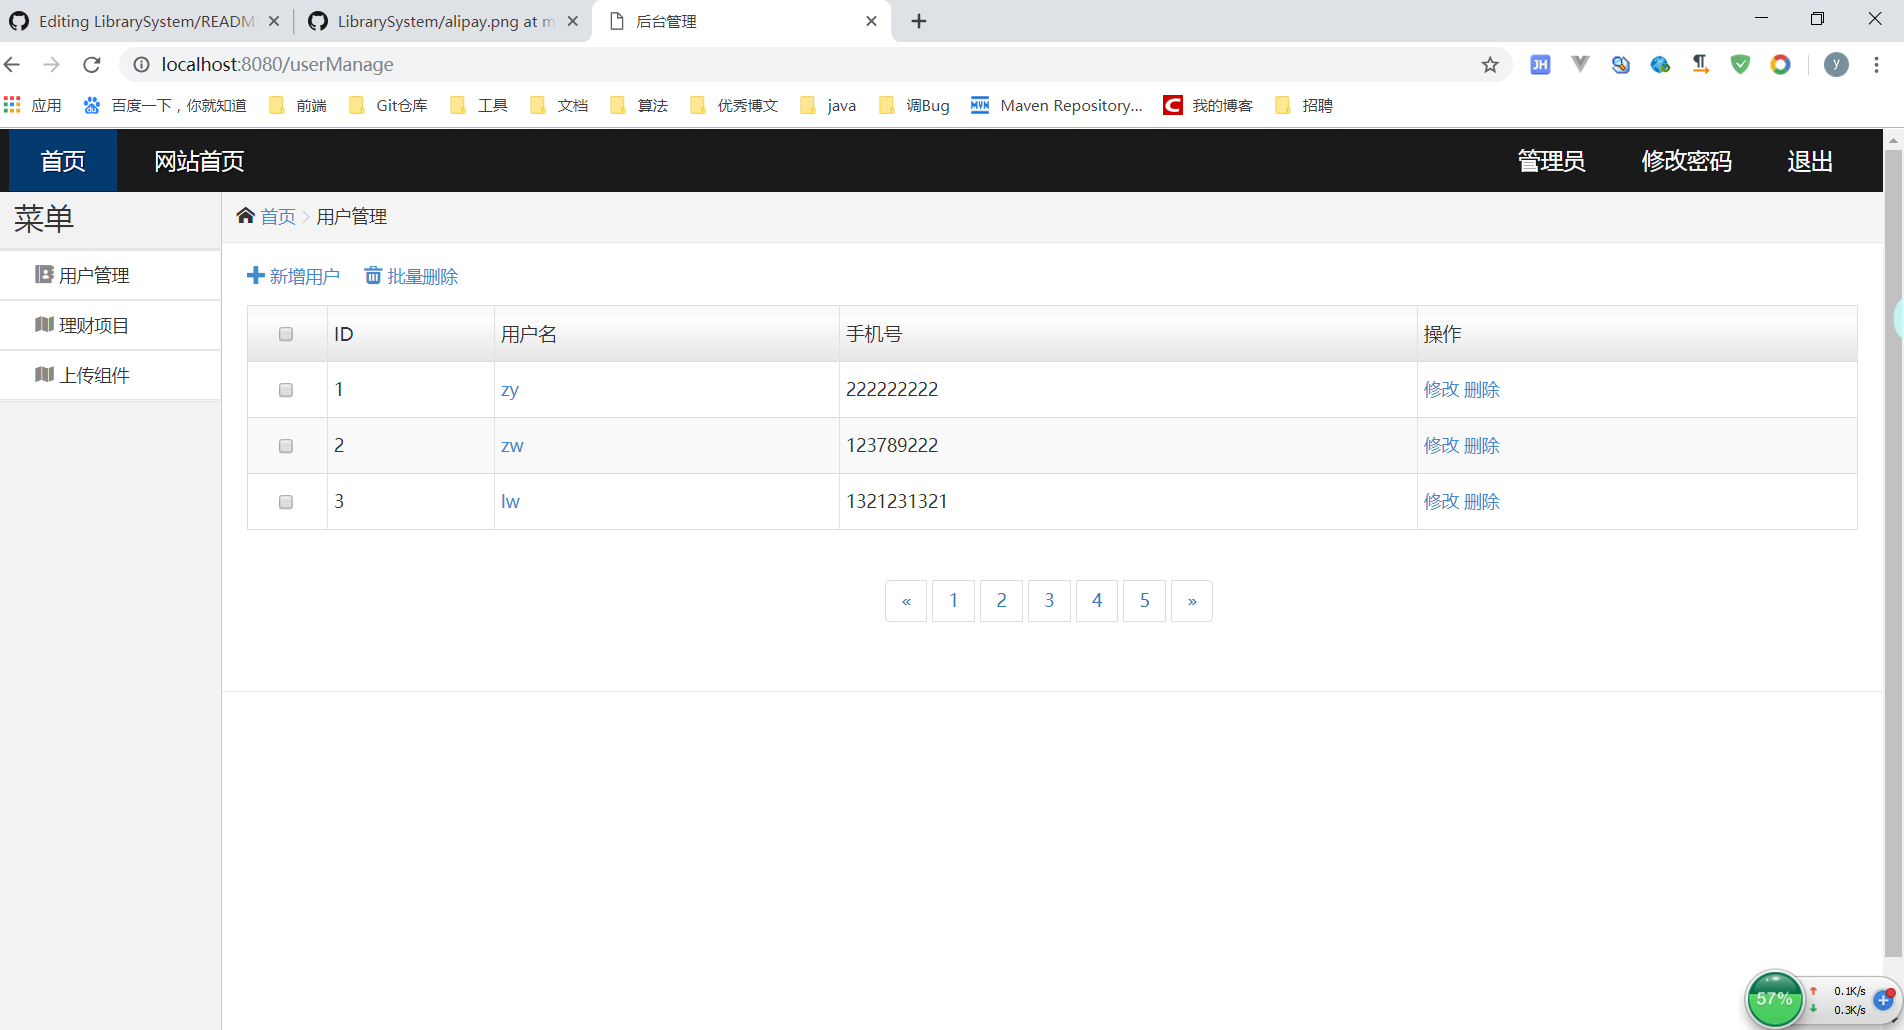 Editing LibrarySystem/READM
LibrarySystem/alipay.png at m
后台管理
localhost:8080/userManage
JH
y
应用
百度一下，你就知道
前端
Git仓库
工具
文档
算法
优秀博文
java
调Bug
MVN Maven Repository...
C 我的博客
招聘
首页
网站首页
管理员
修改密码
退出
菜单
首页 > 用户管理
用户管理
理财项目
上传组件
新增用户
批量删除
ID 用户名 手机号 操作
1 zy 222222222 修改 删除
2 zw 123789222 修改 删除
3 lw 1321231321 修改 删除
« 1 2 3 4 5 »
57%
0.1K/s
0.3K/s